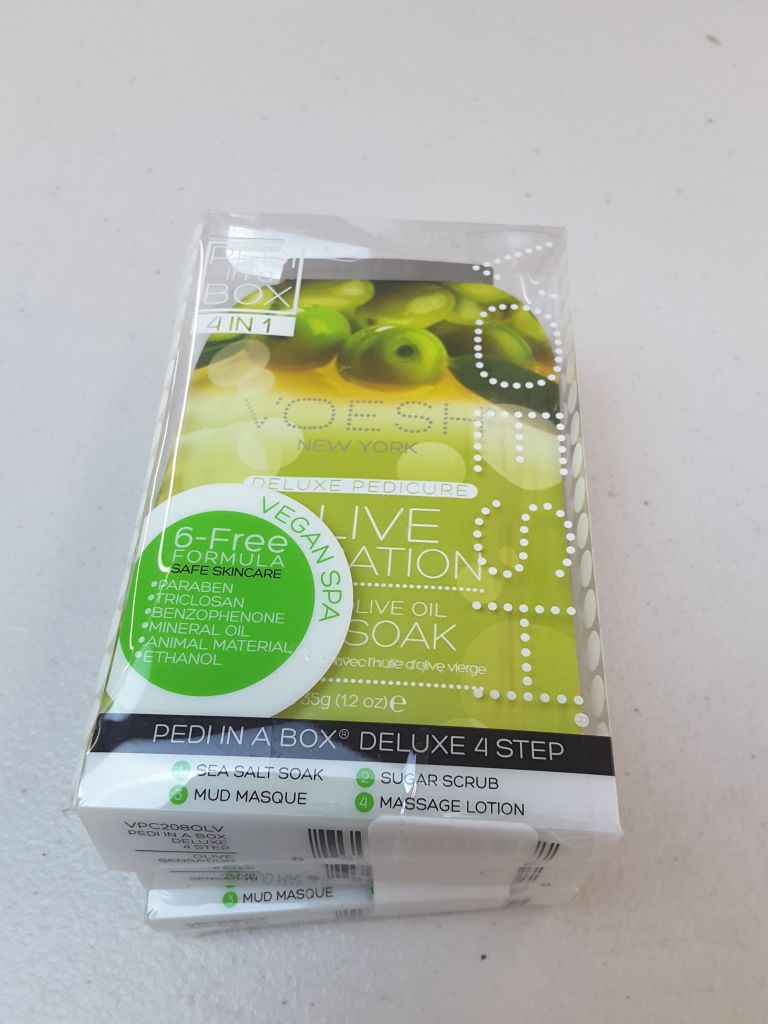 PEDI
IN A
BOX
4 IN 1
VOESH
VOESH
NEW YORK
DELUXE PEDICURE
LIVE
ATION
LIVE OIL
SOAK
avec l'huile d'olive vierge
35g (1.2 oz) e
VEGAN SPA
6-Free
FORMULA
SAFE SKINCARE
•PARABEN
•TRICLOSAN
•BENZOPHENONE
•MINERAL OIL
•ANIMAL MATERIAL
•ETHANOL
PEDI IN A BOX® DELUXE 4 STEP
1 SEA SALT SOAK 2 SUGAR SCRUB
3 MUD MASQUE 4 MASSAGE LOTION
VPC208OLV
PEDI IN A BOX
DELUXE
4 STEP
OLIVE
SENSATION
4 STEP
3 MUD MASQUE